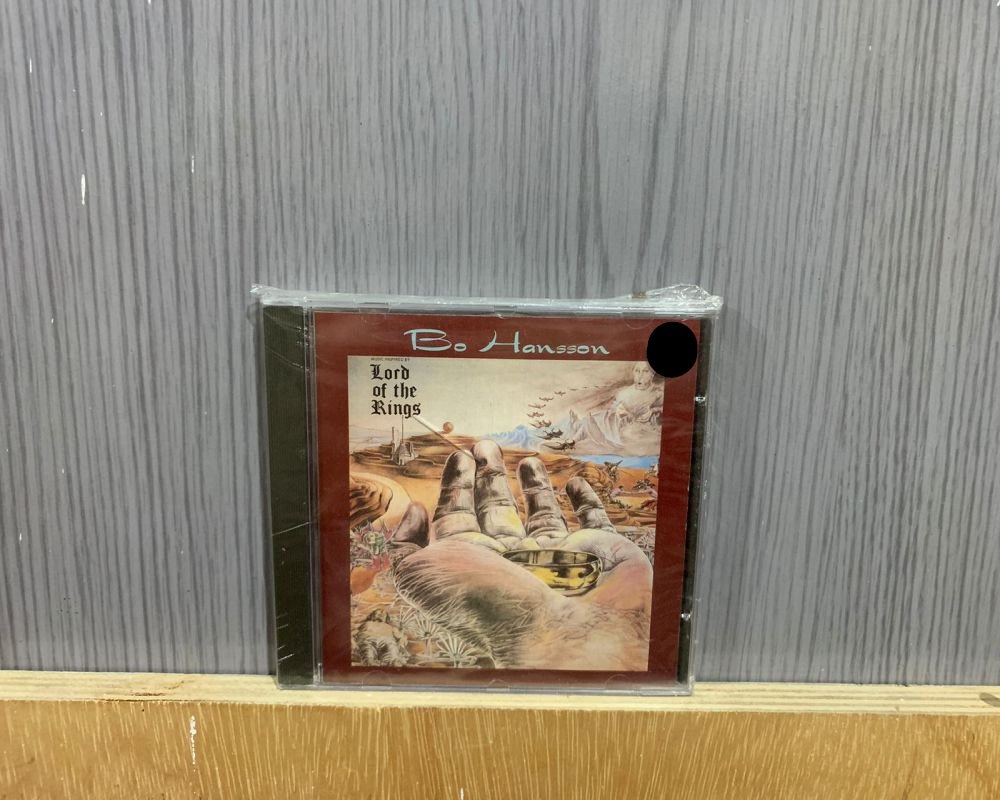 Bo Hansson
MUSIC INSPIRED BY
Lord
of the
Rings